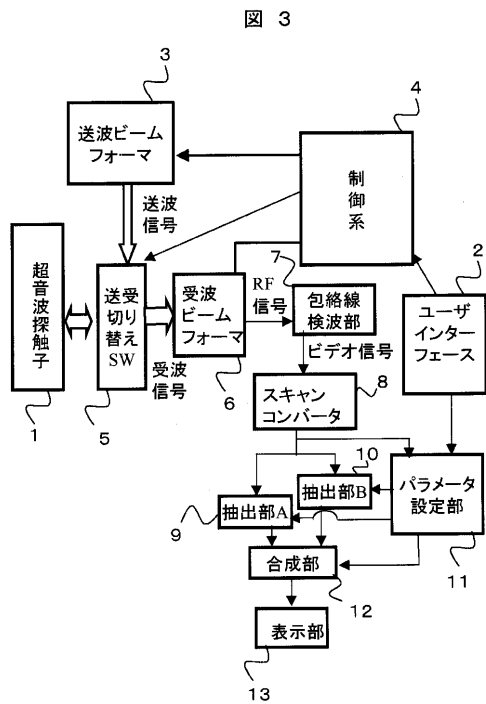 図 3
3
送波ビーム
フォーマ
4
制
御
系
送波
信号
2
ユーザ
インター
フェース
超
音
波
探
触
子
1
送受
切り
替え
SW
5
受波
信号
受波
ビーム
フォーマ
6
RF
信号
7
包絡線
検波部
ビデオ信号
スキャン
コンバータ
8
10
抽出部B
抽出部A
9
パラメータ
設定部
11
合成部
12
表示部
13